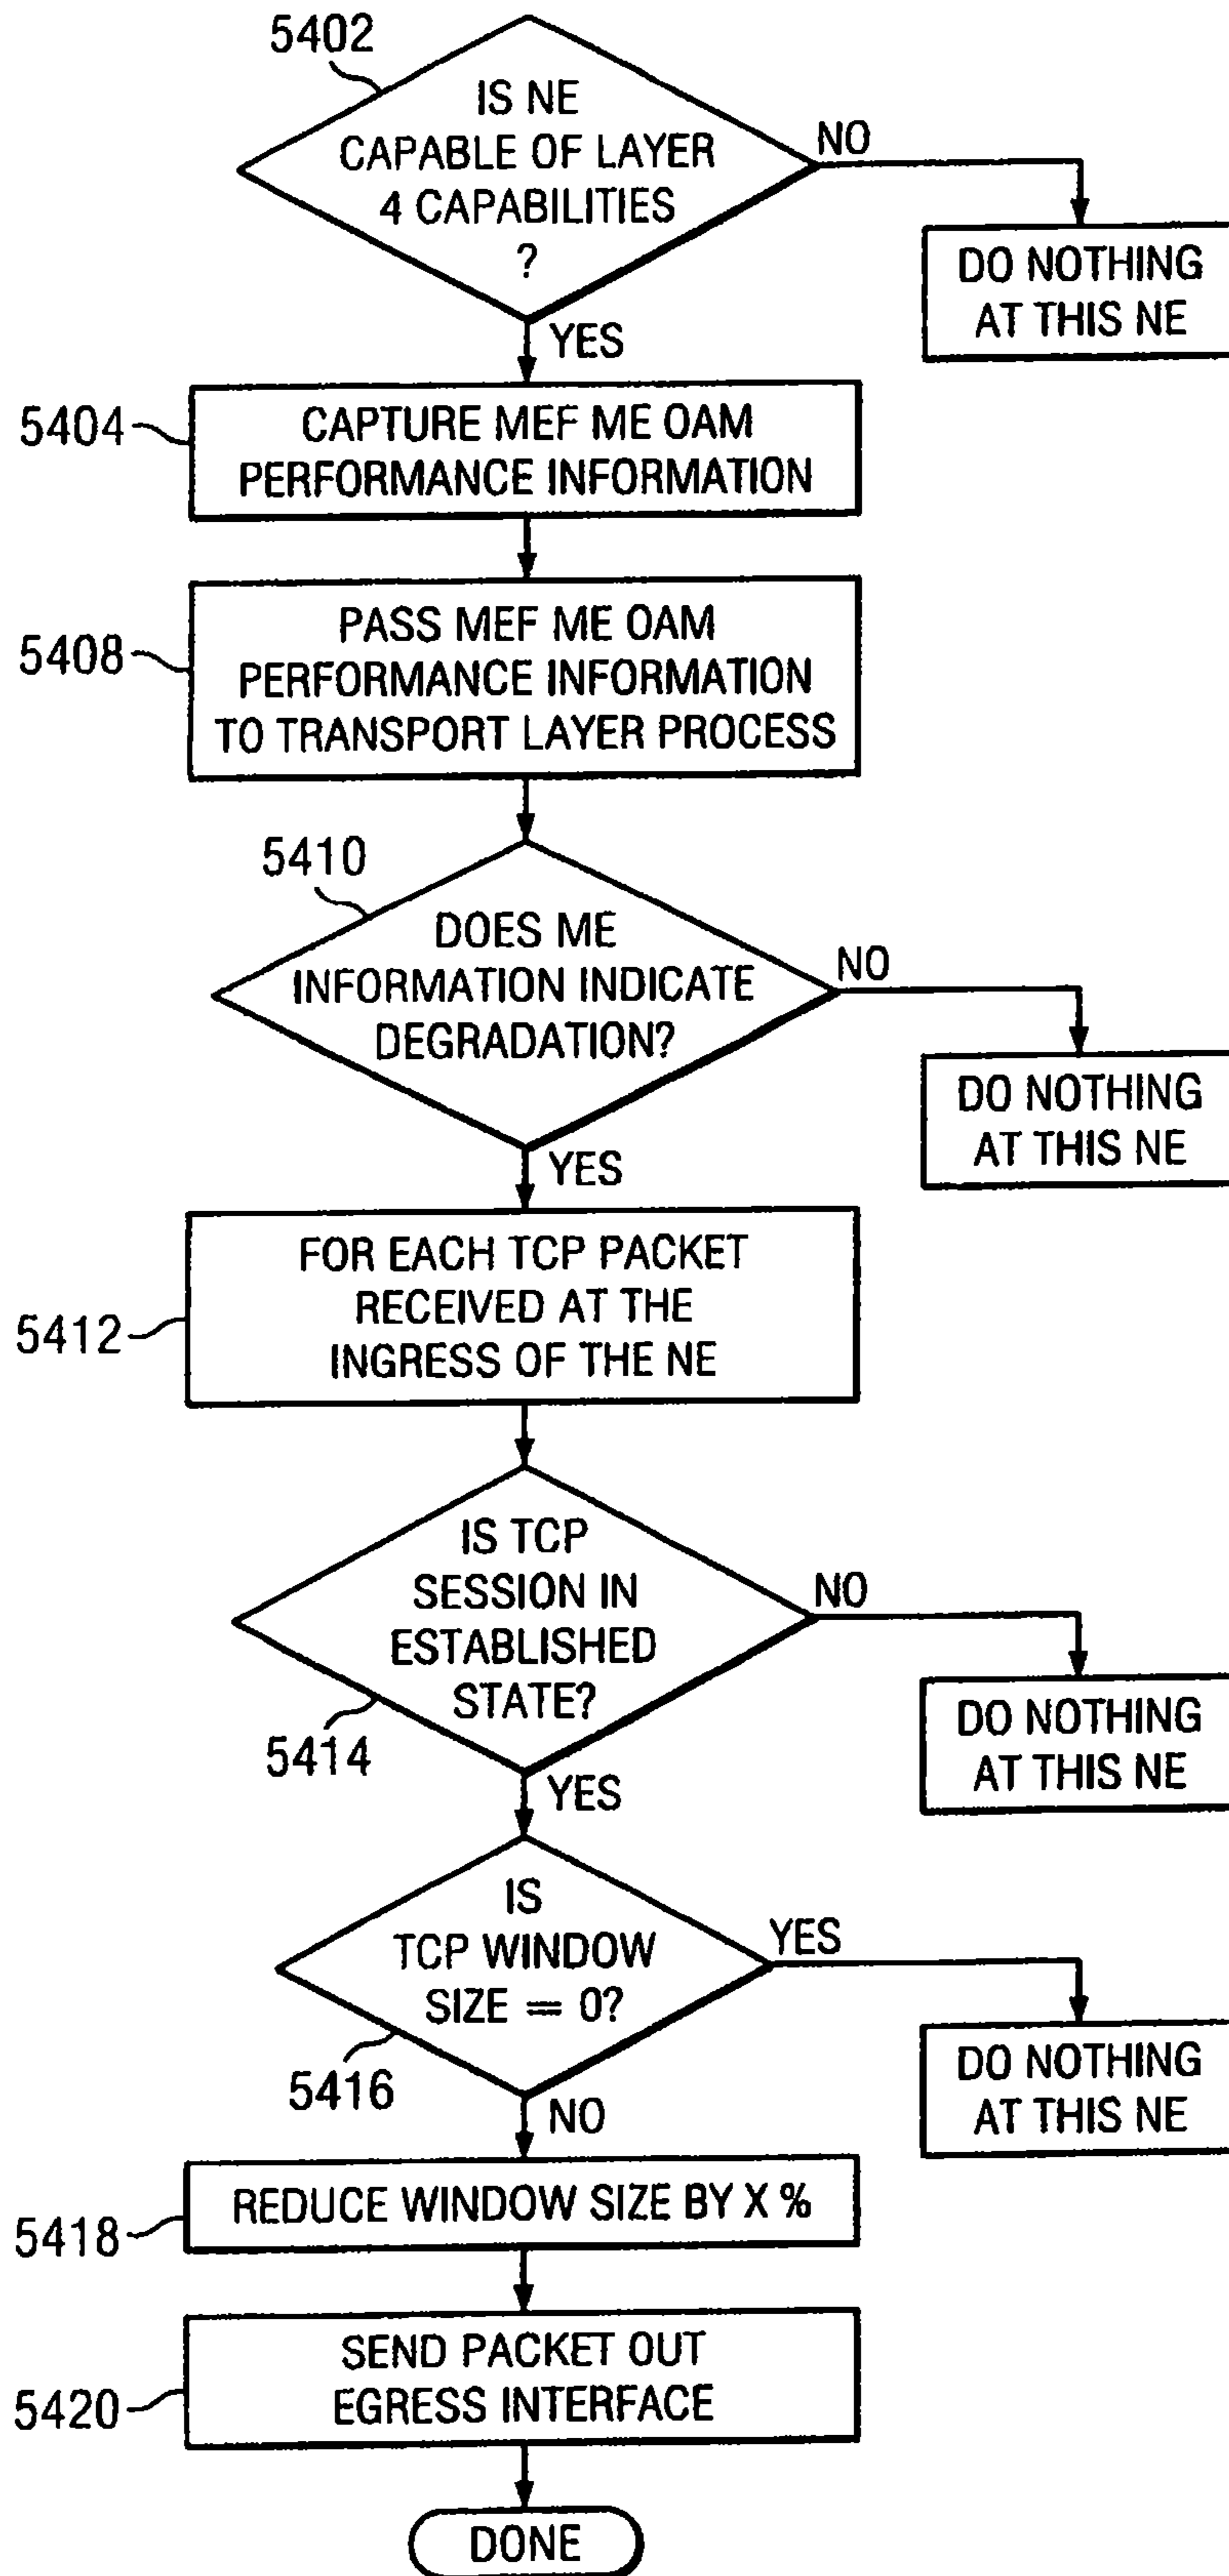 5402
IS NE
CAPABLE OF LAYER
4 CAPABILITIES
?
NO
DO NOTHING
AT THIS NE
YES
5404
CAPTURE MEF ME OAM
PERFORMANCE INFORMATION
5408
PASS MEF ME OAM
PERFORMANCE INFORMATION
TO TRANSPORT LAYER PROCESS
5410
DOES ME
INFORMATION INDICATE
DEGRADATION?
NO
DO NOTHING
AT THIS NE
YES
5412
FOR EACH TCP PACKET
RECEIVED AT THE
INGRESS OF THE NE
IS TCP
SESSION IN
ESTABLISHED
STATE?
5414
NO
DO NOTHING
AT THIS NE
YES
IS
TCP WINDOW
SIZE = 0?
5416
YES
DO NOTHING
AT THIS NE
NO
5418
REDUCE WINDOW SIZE BY X %
5420
SEND PACKET OUT
EGRESS INTERFACE
DONE